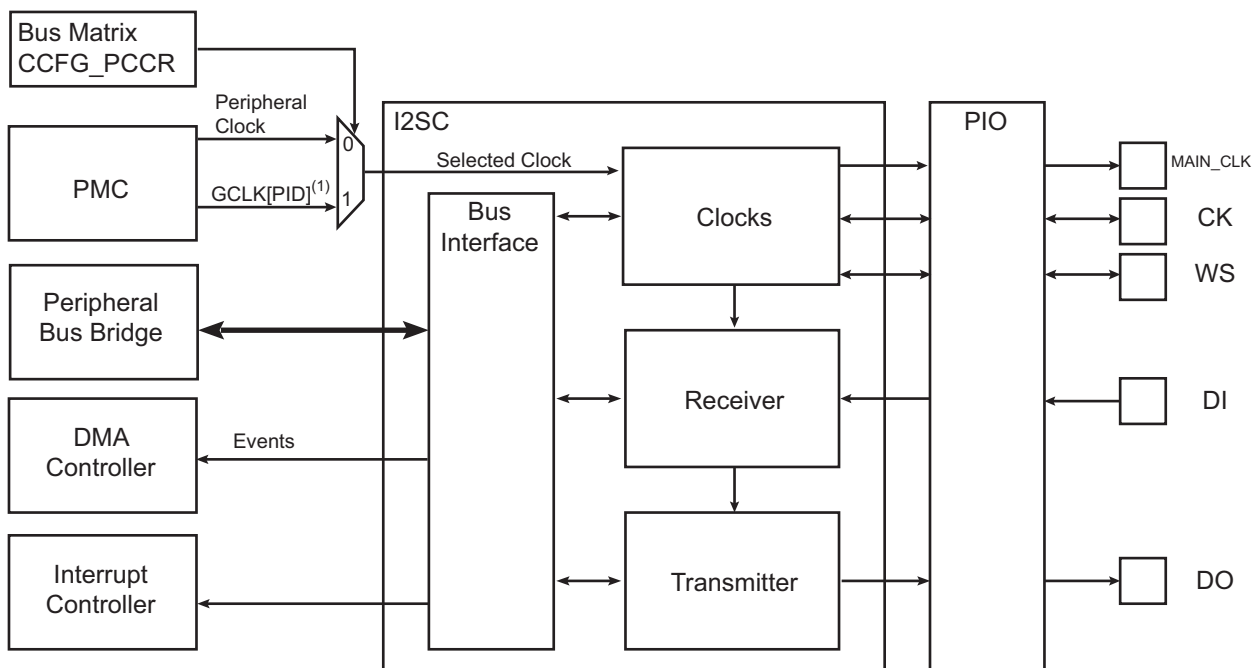 Bus Matrix
CCFG_PCCR
Peripheral
Clock
I2SC
PIO
0
PMC
Selected Clock
MAIN_CLK
GCLK[PID](1)
1
Bus
Interface
Clocks
CK
WS
Peripheral
Bus Bridge
Receiver
DI
DMA
Controller
Events
Interrupt
Controller
Transmitter
DO